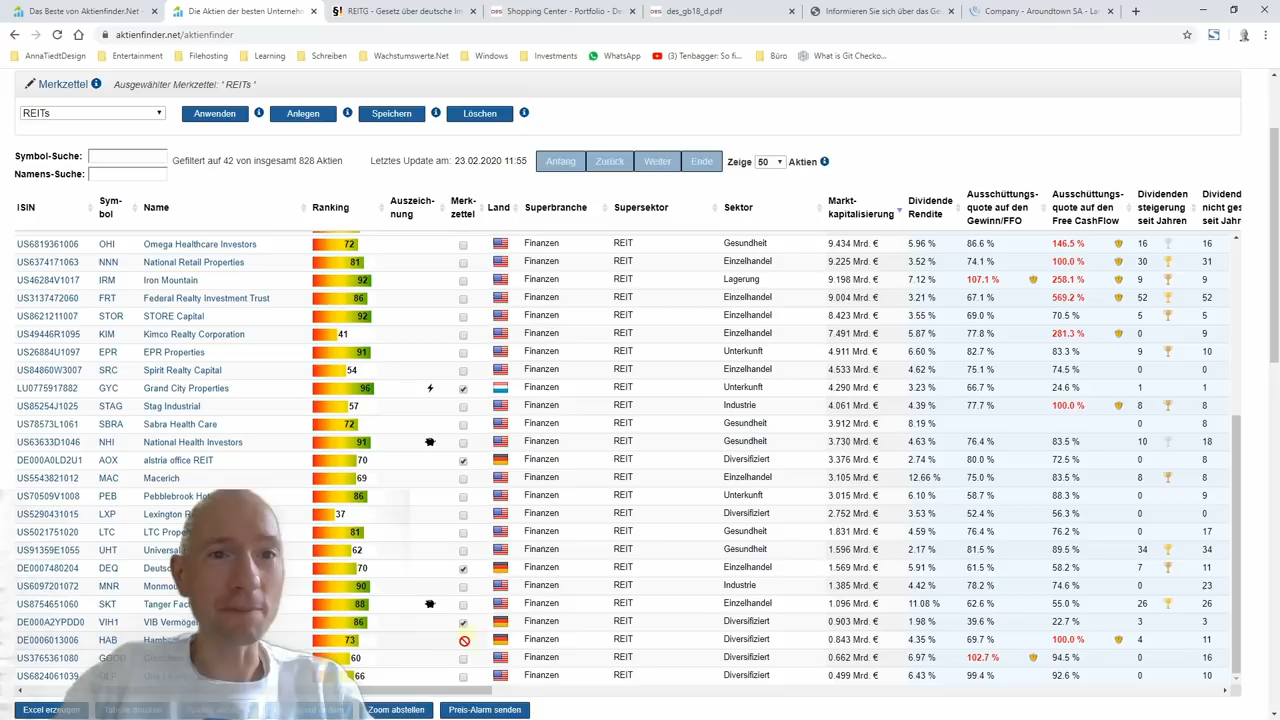 Das Beste von AktienFinder.Net
Die Aktien der besten Unternehm
REITG - Gesetz über deutsche Im
Shopping Center - Portfolio - De
des_gb18_d.pdf
Informieren Sie sich über das Ge
Company - Aroundtown SA - La
aktienfinder.net/aktienfinder
AnnaTiedtDesign
Entertainment
Filehosting
Learning
Schreiben
Wachstumswerte.Net
Windows
Investments
WhatsApp
(3) Tenbagger: So fi...
Büro
What is Git Checko...
Merkzettel Ausgewählter Merkzettel: ' REITs '
REITs Anwenden Anlegen Speichern Löschen
Symbol-Suche: Gefiltert auf 42 von insgesamt 828 Aktien Letztes Update am: 23.02.2020 11:55 Anfang Zurück Weiter Ende Zeige 50 Aktien
Namens-Suche:
ISIN Sym-bol Name Ranking Auszeich-nung Merk-zettel Land Superbranche Supersektor Sektor Markt-kapitalisierung Dividende Rendite Ausschüttungs-quote auf den Gewinn/FFO Ausschüttungs-quote auf den Free CashFlow Dividenden steigerung seit Jahren Dividend nicht ges seit Jahr
US6819361006 OHI Omega Healthcare Investors 72 Finanzen REIT Gesundheit 9.434 Mrd. € 5.96 % 86.6 % 146.5 % 16 16
US6374171063 NNN National Retail Properties 81 Finanzen REIT Einzelhandel 9.225 Mrd. € 3.52 % 74.1 % 100.0 % 30 31
US46284V1017 IRM Iron Mountain 92 Finanzen REIT Lagerung 9.198 Mrd. € 7.12 % 107.1 % 258.1 % 9 9
US3137472060 FRT Federal Realty Investment Trust 86 Finanzen REIT Einzelhandel 9.004 Mrd. € 3.21 % 67.1 % 569.2 % 52 52
US8621211007 STOR STORE Capital 92 Finanzen REIT Einzelhandel 8.423 Mrd. € 3.55 % 69.0 % 70.5 % 5 5
US49446R1095 KIM Kimco Realty Corporation 41 Finanzen REIT Einzelhandel 7.491 Mrd. € 5.87 % 77.8 % 281.3 % 0 9
US26884U1097 EPR EPR Properties 91 Finanzen REIT Unterkunft 4.911 Mrd. € 6.60 % 82.7 % 83.3 % 9 10
US84860W3007 SRC Spirit Realty Capital 54 Finanzen REIT Einzelhandel 4.533 Mrd. € 4.62 % 75.1 % 74.5 % 0 0
LU0775917882 GYC Grand City Properties 96 Finanzen REIT Unterkunft 4.290 Mrd. € 3.23 % 66.7 % 24.6 % 1 1
US85254J1025 STAG Stag Industrial 57 Finanzen REIT Industrie 4.061 Mrd. € 4.39 % 77.7 % 100.0 % 8 8
US78573L1061 SBRA Sabra Health Care 72 Finanzen REIT Gesundheit 3.912 Mrd. € 8.19 % 0 0
US63633D1046 NHI National Health Investors 91 Finanzen REIT Gesundheit 3.730 Mrd. € 4.63 % 76.4 % 83.5 % 10 18
DE000A0LD2U1 AOX alstria office REIT 70 Finanzen REIT Diversifiziert 3.376 Mrd. € 2.74 % 80.0 % 72.5 % 0 0
US5543821012 MAC Macerich 69 Finanzen REIT Einzelhandel 3.105 Mrd. € 12.66 % 75.0 % 83.5 % 8 8
US70509V1008 PEB Pebblebrook 86 Finanzen REIT Unterkunft 3.019 Mrd. € 6.10 % 58.7 % 88.3 % 0 0
US5290431015 LXP Lexington 37 Finanzen REIT Diversifiziert 2.752 Mrd. € 3.53 % 52.4 % 56.3 % 0 0
US5021751020 LTC LTC 81 Finanzen REIT Gesundheit 1.819 Mrd. € 4.59 % 76.4 % 76.2 % 0 17
US91359E1055 UHT Universal 62 Finanzen REIT Gesundheit 1.596 Mrd. € 2.17 % 81.5 % 89.5 % 34 34
DE0007480204 DEQ 70 Finanzen REIT Einzelhandel 1.569 Mrd. € 5.91 % 61.5 % 58.2 % 7 11
US6097201072 MNR 90 Finanzen REIT Industrie 1.385 Mrd. € 4.42 % 78.2 % 74.6 % 0 23
US8754651060 SKT Tanger 88 Finanzen REIT Einzelhandel 1.096 Mrd. € 11.08 % 62.6 % 55.0 % 26 26
DE000A2YPDD0 VIH1 VIB 86 Finanzen REIT Diversifiziert 0.903 Mrd. € 1.98 % 39.6 % 22.7 % 3 3
DE0006013006 HAB 73 Finanzen REIT Diversifiziert 0.843 Mrd. € 4.35 % 69.7 % 100.0 % 4 11
60 Finanzen REIT Diversifiziert 0.662 Mrd. € 6.97 % 102.7 % 94.5 % 0 16
US6824061039 66 Finanzen REIT Diversifiziert 0.499 Mrd. € 6.43 % 99.4 % 92.6 % 0 10
Excel erzeugen Zoom abstellen Preis-Alarm senden